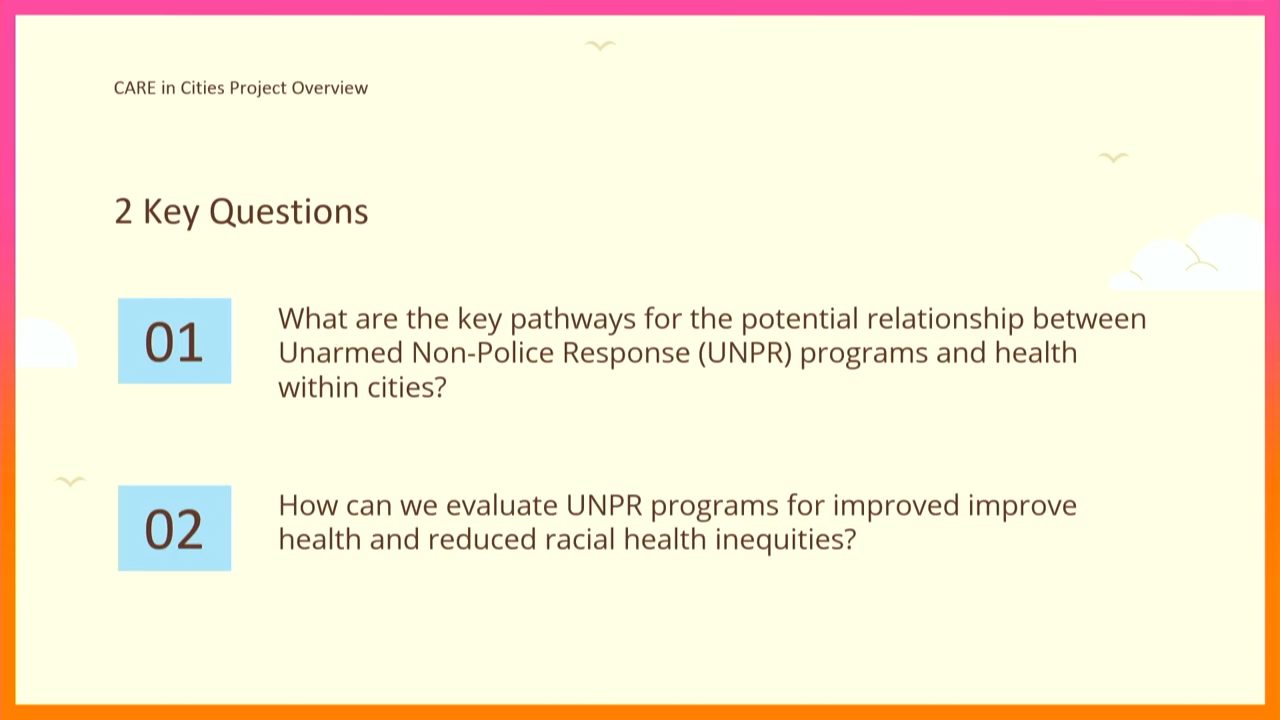 CARE in Cities Project Overview
2 Key Questions
01
What are the key pathways for the potential relationship between
Unarmed Non-Police Response (UNPR) programs and health
within cities?
02
How can we evaluate UNPR programs for improved improve
health and reduced racial health inequities?